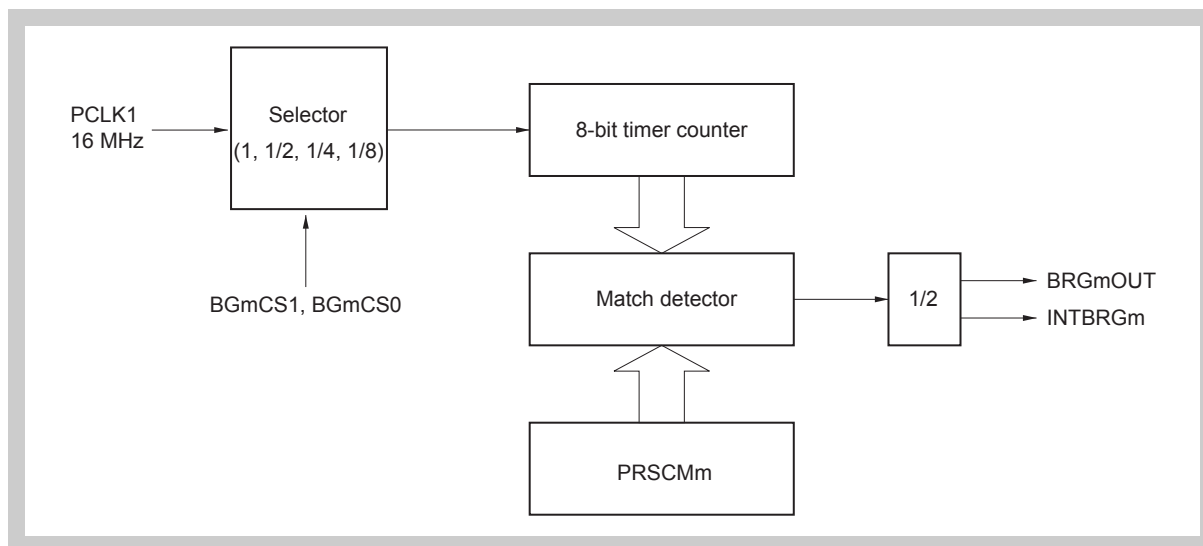 PCLK1
16 MHz
Selector
(1, 1/2, 1/4, 1/8)
8-bit timer counter
BGmCS1, BGmCS0
Match detector
1/2
BRGmOUT
INTBRGm
PRSCMm